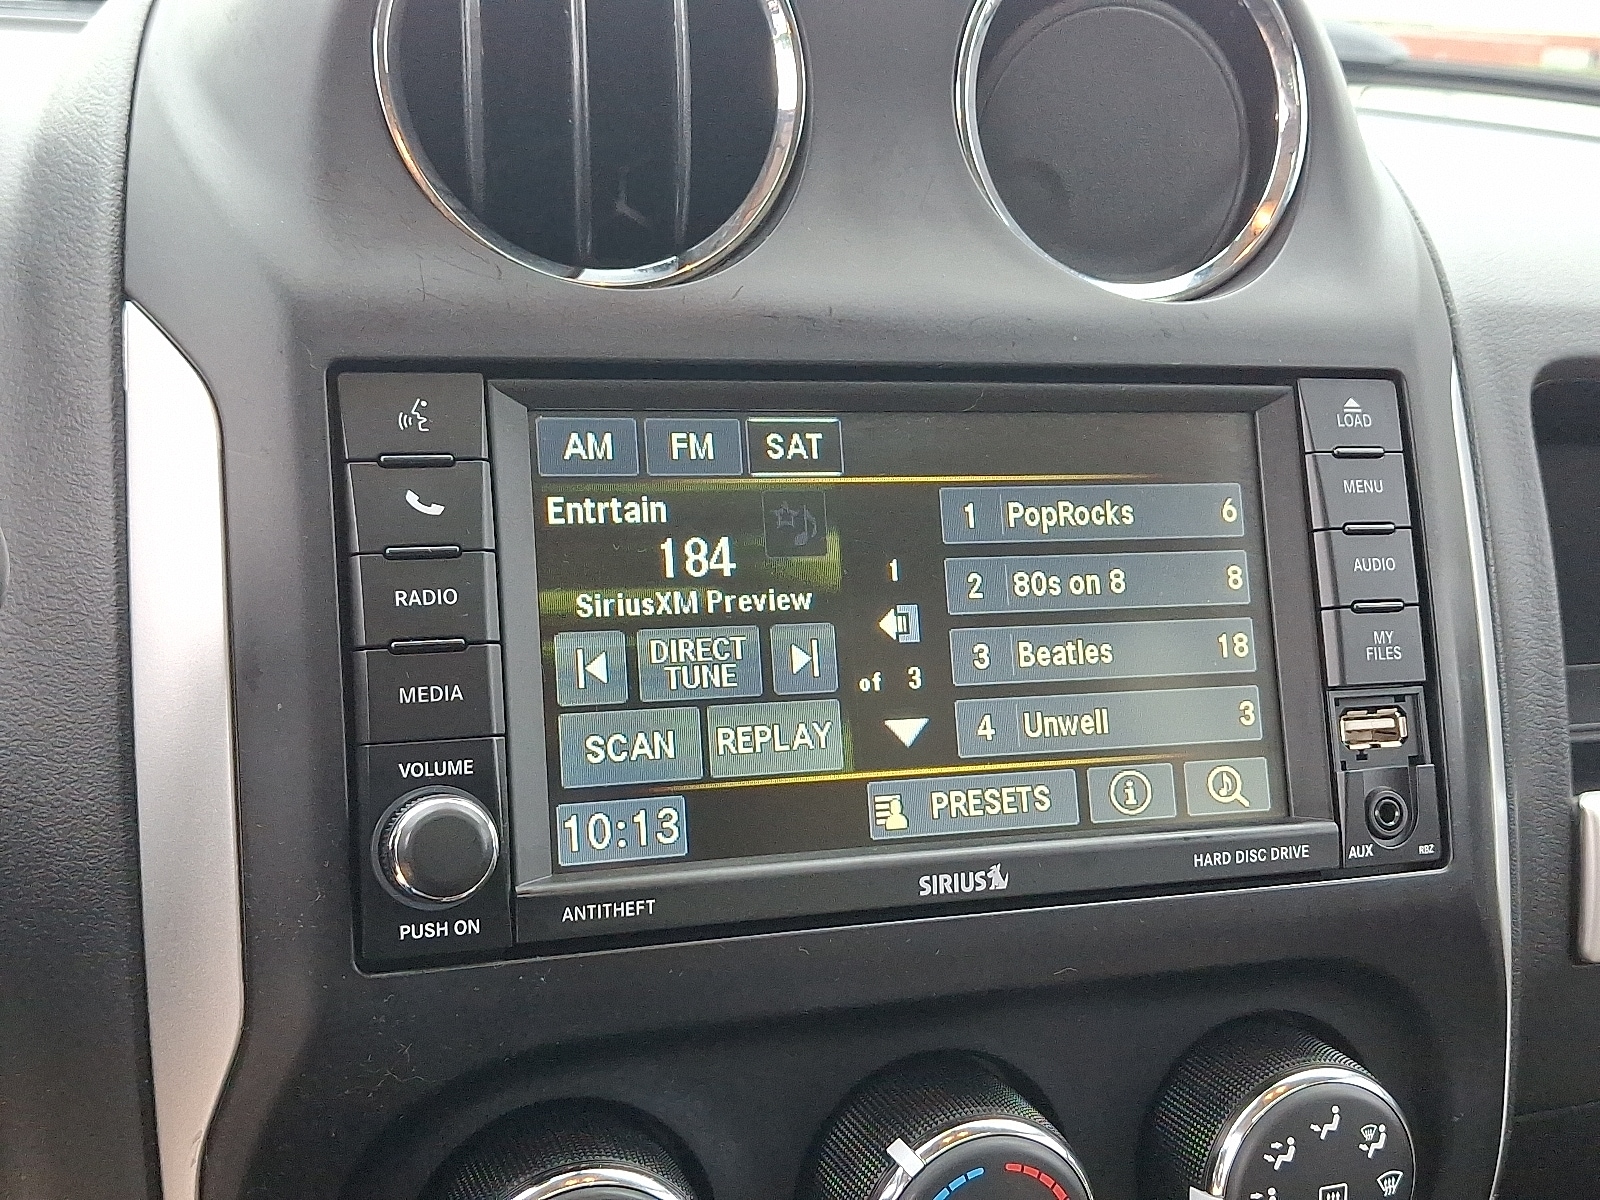 AM FM SAT
Entrtain
184
SiriusXM Preview
DIRECT
TUNE
SCAN REPLAY
10:13
1
of 3
1 PopRocks 6
2 80s on 8 8
3 Beatles 18
4 Unwell 3
PRESETS
RADIO
MEDIA
VOLUME
PUSH ON
ANTITHEFT
SIRIUS
HARD DISC DRIVE
LOAD
MENU
AUDIO
MY
FILES
AUX RBZ